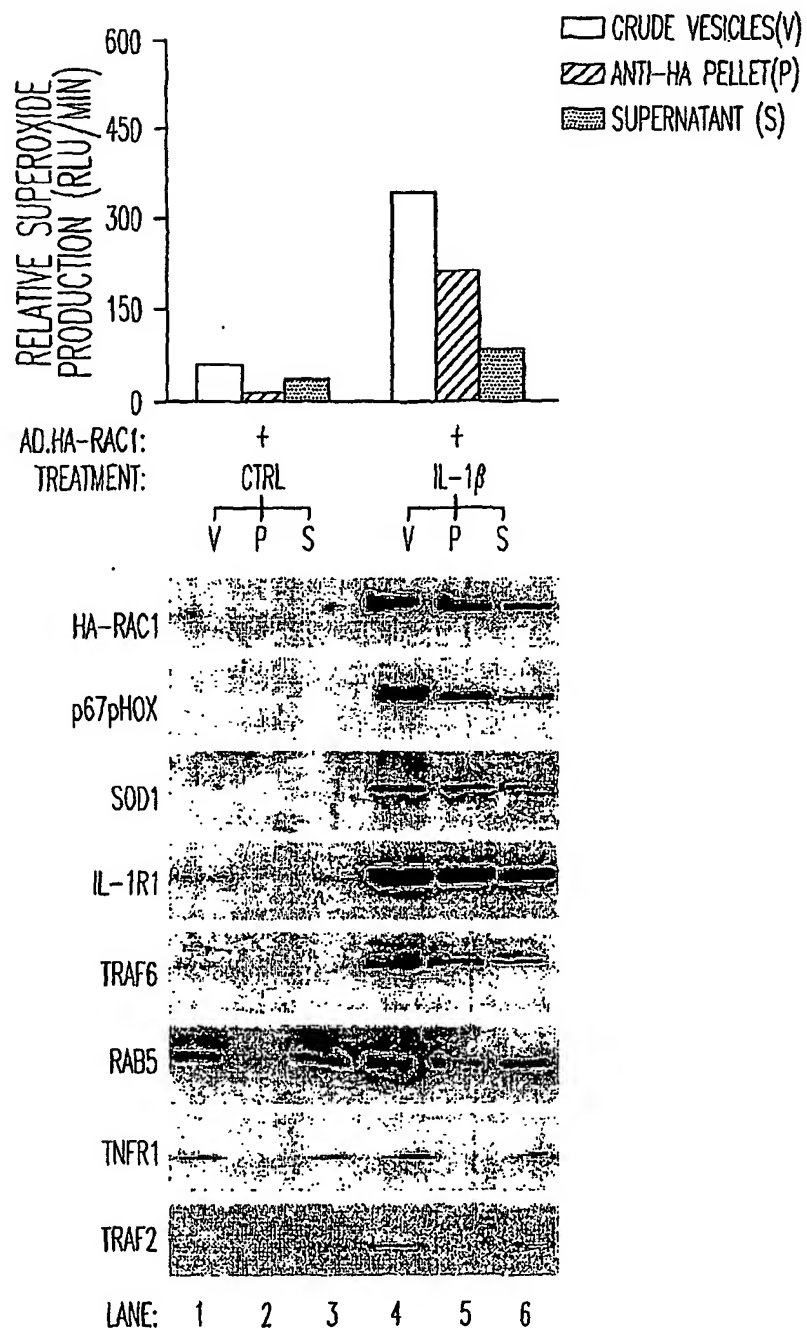 CRUDE VESICLES(V)
ANTI-HA PELLET(P)
SUPERNATANT (S)
RELATIVE SUPEROXIDE
PRODUCTION (RLU/MIN)
600
450
300
150
0
AD.HA-RAC1: + +
TREATMENT: CTRL IL-1β
V P S V P S
HA-RAC1
p67pHOX
SOD1
IL-1R1
TRAF6
RAB5
TNFR1
TRAF2
LANE: 1 2 3 4 5 6